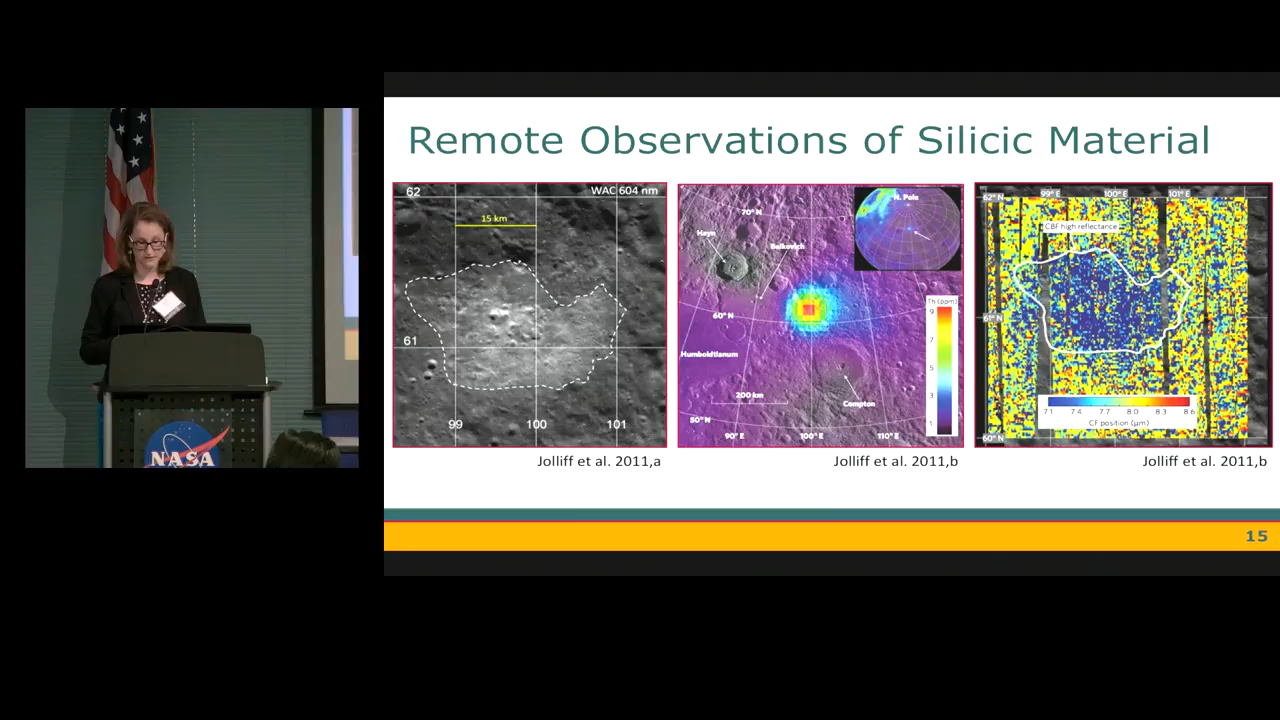 Remote Observations of Silicic Material
62
WAC 604 nm
15 km
61
99
100
101
Jolliff et al. 2011,a
N. Pole
70° N
Hayn
Belkovich
60° N
Humboldtianum
200 km
Compton
50° N
90° E
100° E
110° E
Th (ppm)
9
7
5
3
1
Jolliff et al. 2011,b
99° E
100° E
101° E
62° N
CBF high reflectance
61° N
7.1
7.4
7.7
8.0
8.3
8.6
CF position (μm)
60° N
Jolliff et al. 2011,b
15
NASA